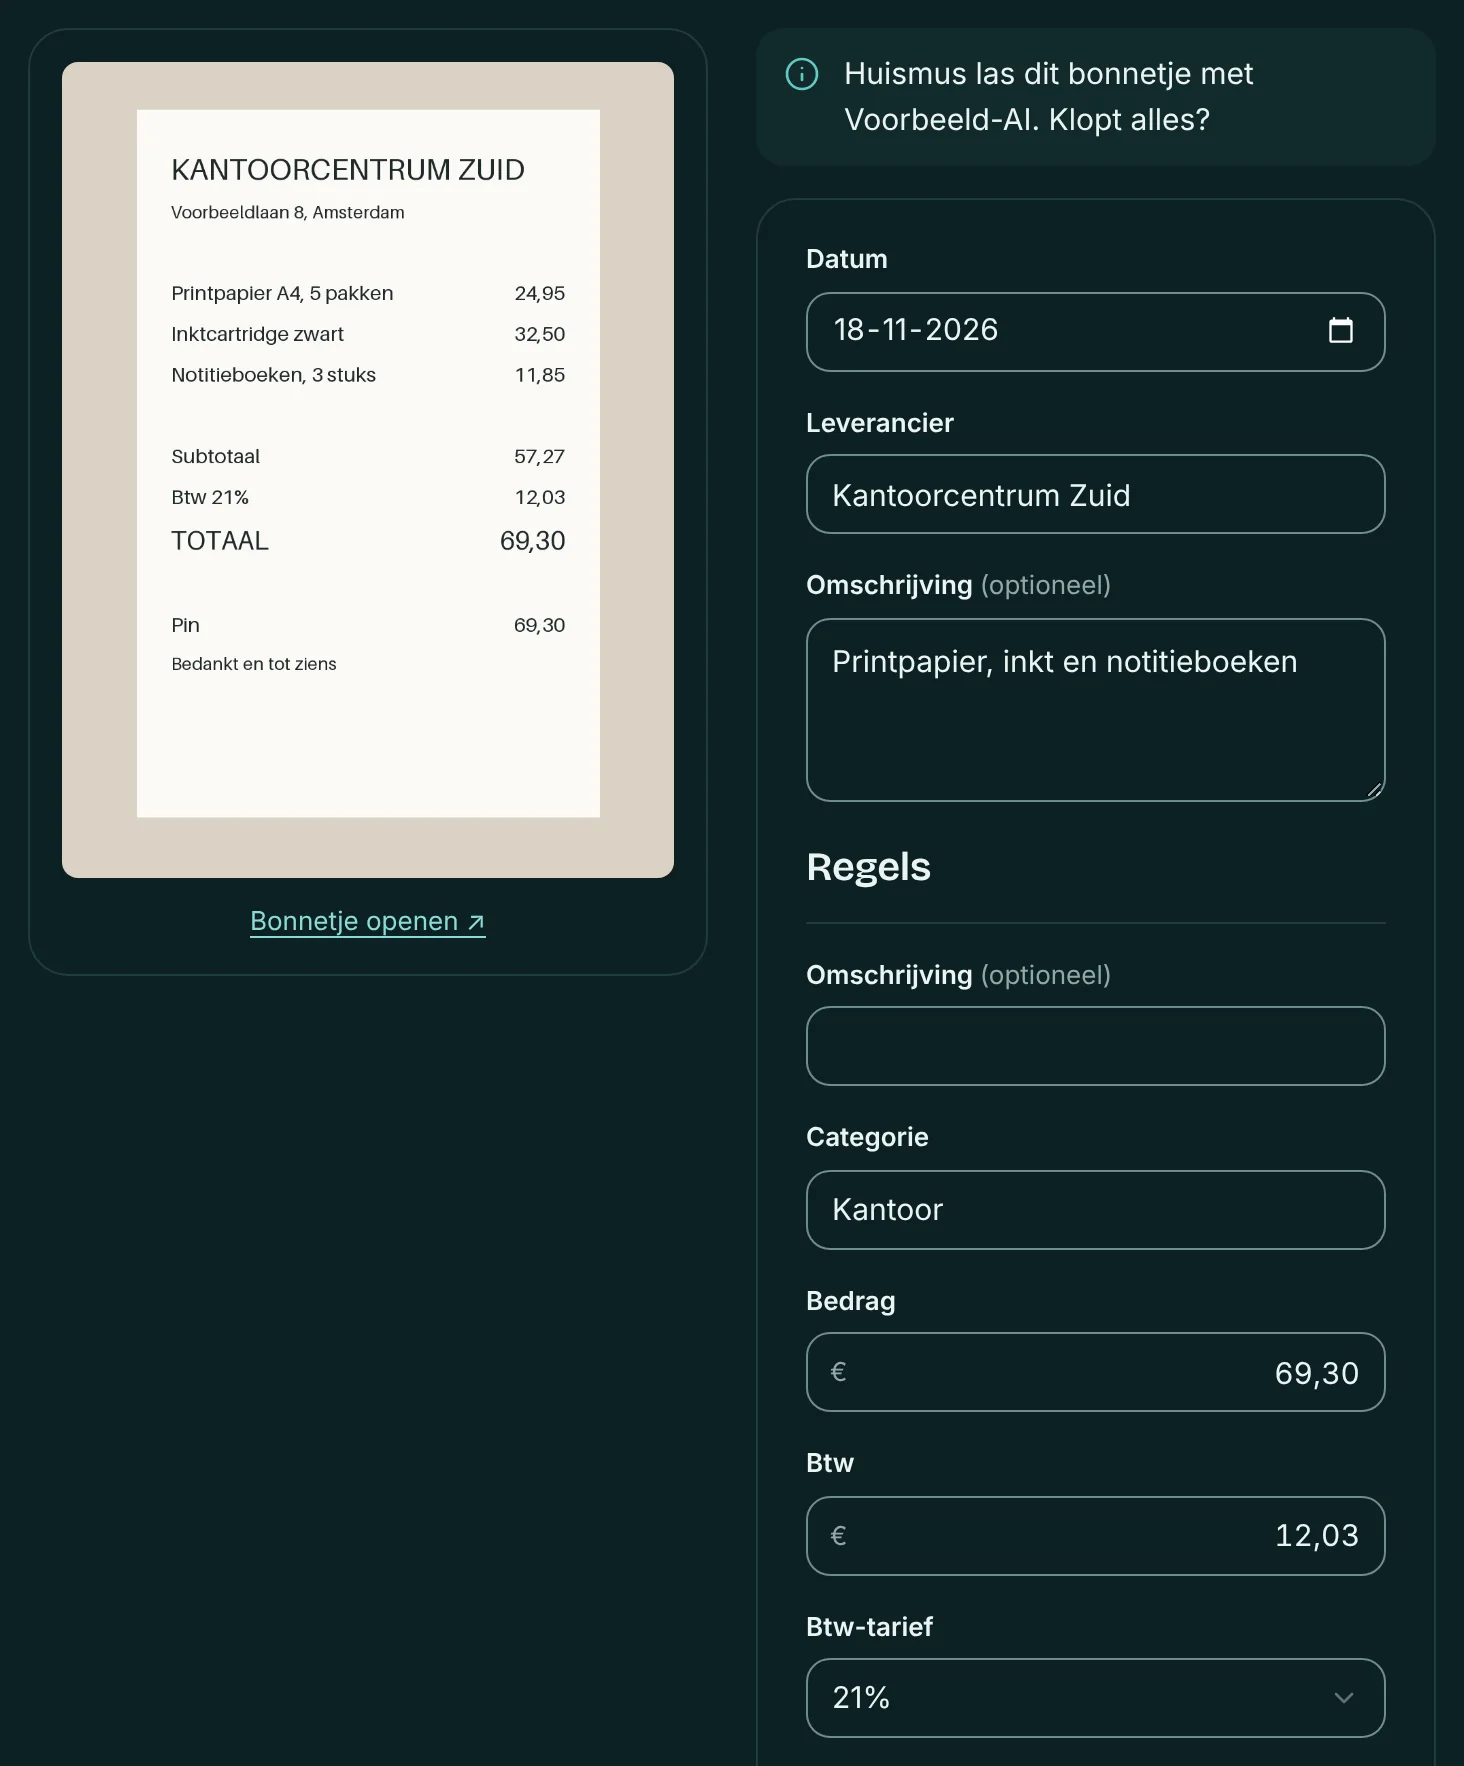 KANTOORCENTRUM ZUID
Voorbeeldlaan 8, Amsterdam
Printpapier A4, 5 pakken 24,95
Inktcartridge zwart 32,50
Notitieboeken, 3 stuks 11,85
Subtotaal 57,27
Btw 21% 12,03
TOTAAL 69,30
Pin 69,30
Bedankt en tot ziens
Bonnetje openen ↗
Huismus las dit bonnetje met
Voorbeeld-AI. Klopt alles?
Datum
18-11-2026
Leverancier
Kantoorcentrum Zuid
Omschrijving (optioneel)
Printpapier, inkt en notitieboeken
Regels
Omschrijving (optioneel)
Categorie
Kantoor
Bedrag
€ 69,30
Btw
€ 12,03
Btw-tarief
21%